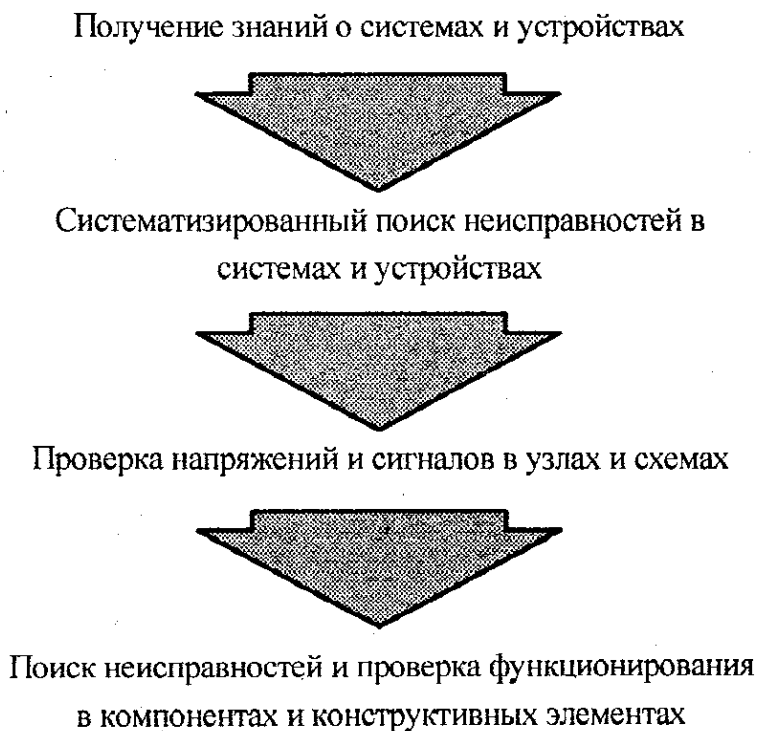 Получение знаний о системах и устройствах
Систематизированный поиск неисправностей в
системах и устройствах
Проверка напряжений и сигналов в узлах и схемах
Поиск неисправностей и проверка функционирования
в компонентах и конструктивных элементах